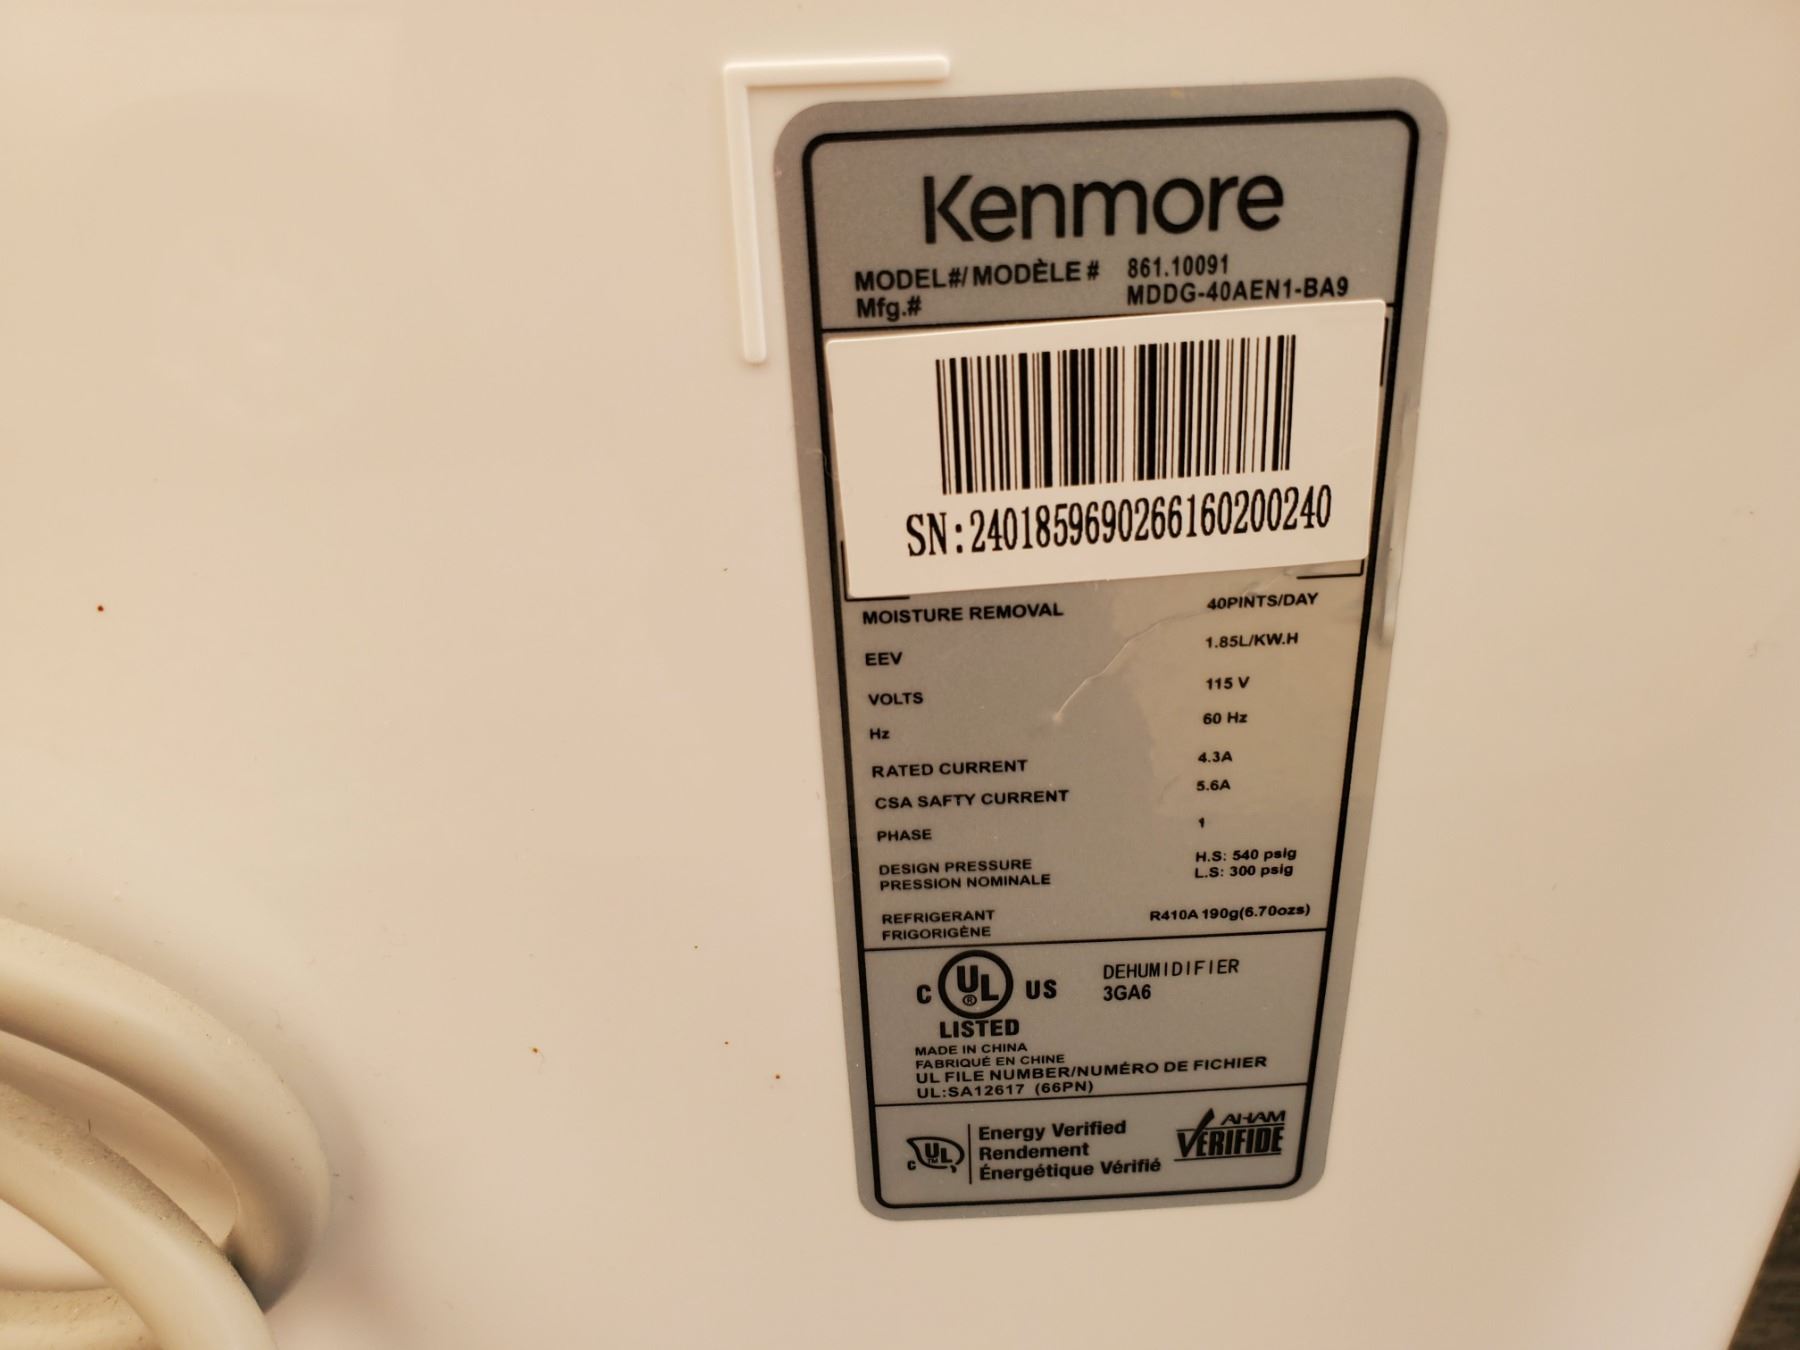 Kenmore
MODEL#/MODÈLE # 861.10091
Mfg.# MDDG-40AEN1-BA9
SN:240185969026616020​0240
MOISTURE REMOVAL 40PINTS/DAY
EEV 1.85L/KW.H
VOLTS 115 V
Hz 60 Hz
RATED CURRENT 4.3A
CSA SAFTY CURRENT 5.6A
PHASE 1
DESIGN PRESSURE H.S: 540 psig
PRESSION NOMINALE L.S: 300 psig
REFRIGERANT R410A 190g(6.70ozs)
FRIGORIGÈNE
C UL® US DEHUMIDIFIER
3GA6
LISTED
MADE IN CHINA
FABRIQUÉ EN CHINE
UL FILE NUMBER/NUMÉRO DE FICHIER
UL:SA12617 (66PN)
C UL™ Energy Verified
Rendement
Énergétique Vérifié
AHAM
VERIFIDE